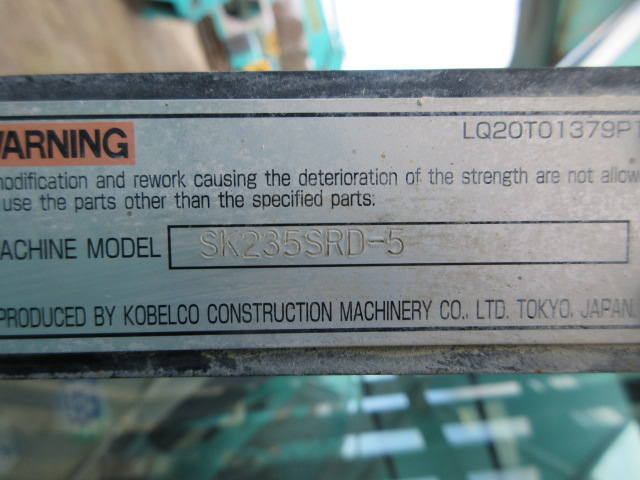 WARNING
LQ20T01379P1
modification and rework causing the deterioration of the strength are not allow
use the parts other than the specified parts.
MACHINE MODEL SK235SRD-5
PRODUCED BY KOBELCO CONSTRUCTION MACHINERY CO., LTD. TOKYO, JAPAN